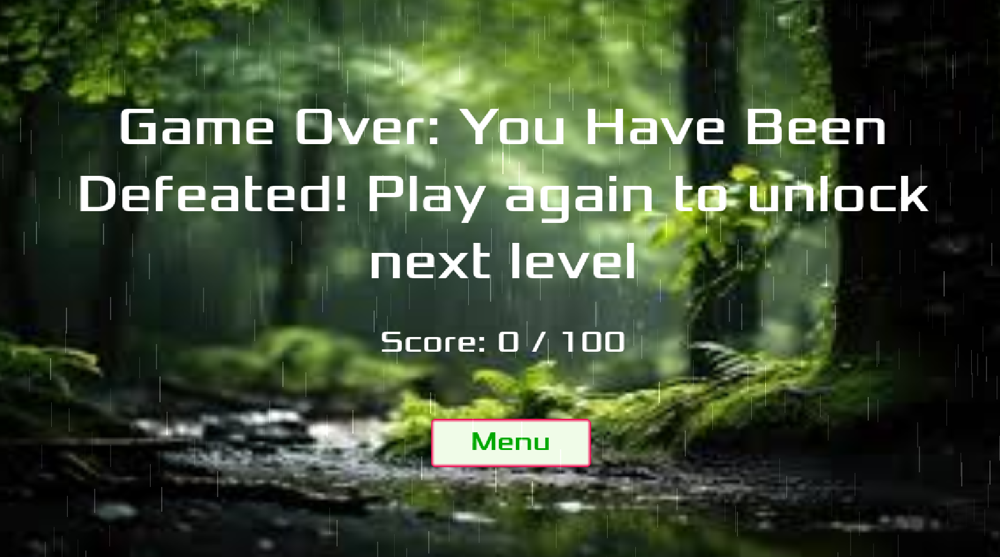 Game Over: You Have Been
Defeated! Play again to unlock
next level
Score: 0 / 100
Menu